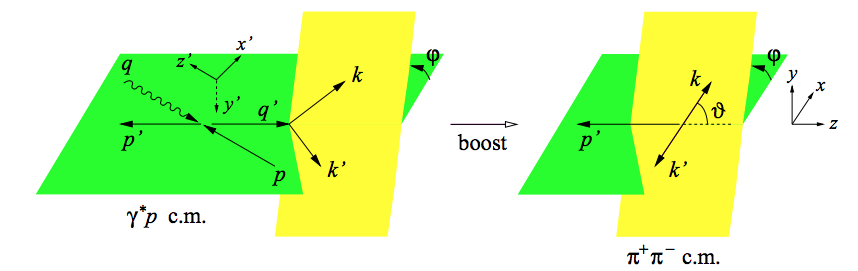 x’
φ
z’
q
k
y’
q’
p’
k’
p
γ*p c.m.
boost
φ
k
ϑ
p’
k’
y
x
z
π+π− c.m.